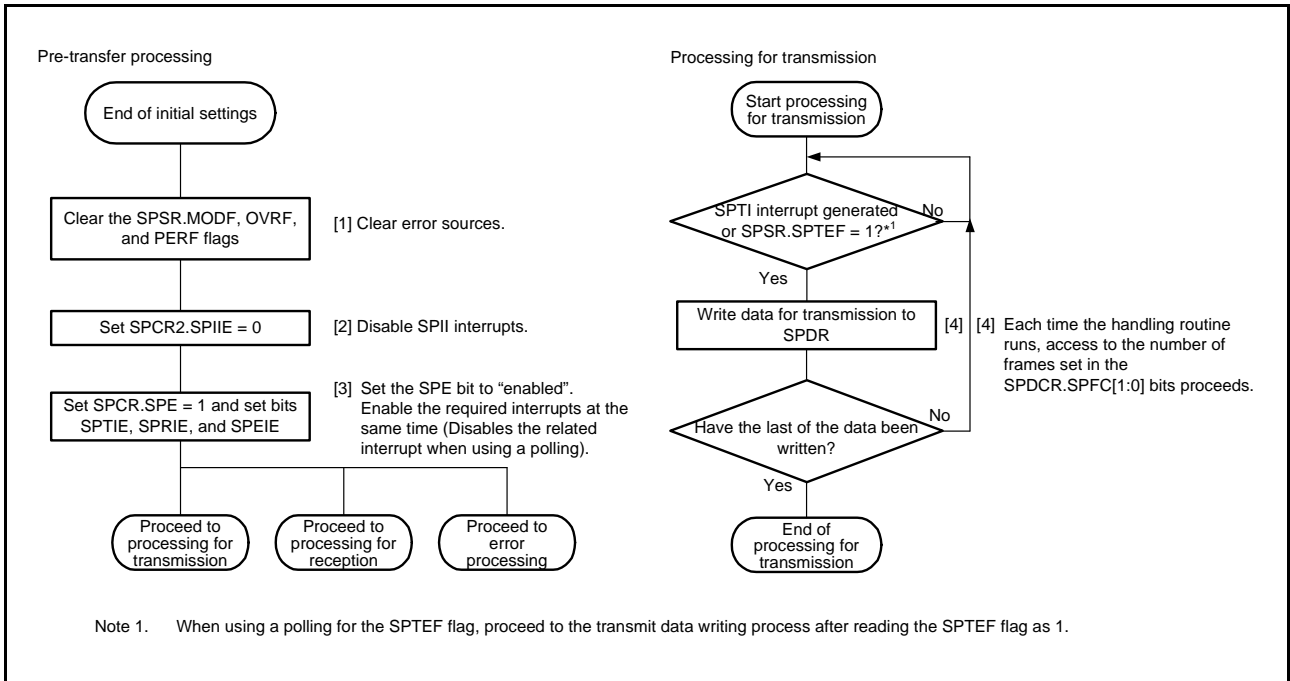 Pre-transfer processing
End of initial settings
Clear the SPSR.MODF, OVRF,
and PERF flags
[1] Clear error sources.
Set SPCR2.SPIIE = 0
[2] Disable SPII interrupts.
Set SPCR.SPE = 1 and set bits
SPTIE, SPRIE, and SPEIE
[3] Set the SPE bit to “enabled”.
Enable the required interrupts at the
same time (Disables the related
interrupt when using a polling).
Proceed to
processing for
transmission
Proceed to
processing for
reception
Proceed to
error
processing
Processing for transmission
Start processing
for transmission
SPTI interrupt generated
or SPSR.SPTEF = 1?*1
No
Yes
Write data for transmission to
SPDR
[4]
[4] Each time the handling routine
runs, access to the number of
frames set in the
SPDCR.SPFC[1:0] bits proceeds.
Have the last of the data been
written?
No
Yes
End of
processing for
transmission
Note 1. When using a polling for the SPTEF flag, proceed to the transmit data writing process after reading the SPTEF flag as 1.